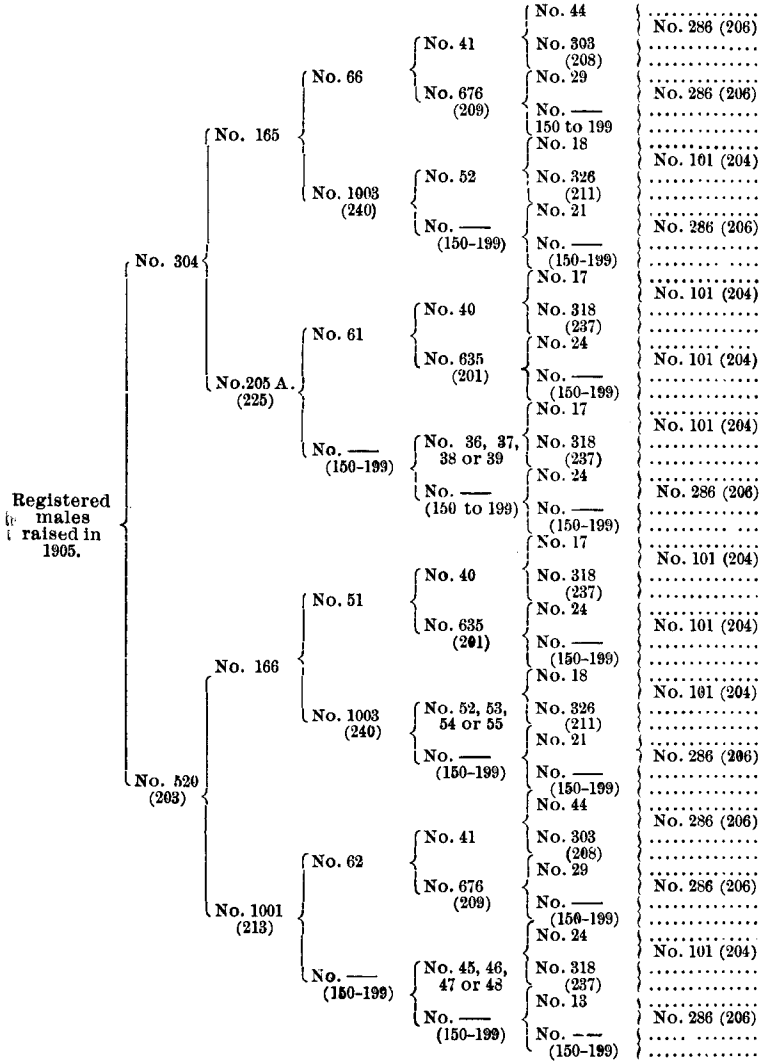 Registered
males
raised in
1905.
No. 304
No. 520
(203)
No. 165
No. 205 A.
(225)
No. 166
No. 1001
(213)
No. 66
No. 1003
(240)
No. 61
No. ——
(150-199)
No. 51
No. 1003
(240)
No. 62
No. ——
(150-199)
No. 41
No. 676
(209)
No. 52
No. ——
(150-199)
No. 40
No. 635
(201)
No. 36, 37,
38 or 39
No. ——
(150 to 199)
No. 40
No. 635
(201)
No. 52, 53,
54 or 55
No. ——
(150-199)
No. 41
No. 676
(209)
No. 45, 46,
47 or 48
No. ——
(150-199)
No. 44
No. 303
(208)
No. 29
No. ——
150 to 199
No. 18
No. 326
(211)
No. 21
No. ——
(150-199)
No. 17
No. 318
(237)
No. 24
No. ——
(150-199)
No. 17
No. 318
(237)
No. 24
No. ——
(150-199)
No. 17
No. 318
(237)
No. 24
No. ——
(150-199)
No. 18
No. 326
(211)
No. 21
No. ——
(150-199)
No. 44
No. 303
(208)
No. 29
No. ——
(150-199)
No. 24
No. 318
(237)
No. 13
No. ——
(150-199)
No. 286 (206)
No. 286 (206)
No. 101 (204)
No. 286 (206)
No. 101 (204)
No. 101 (204)
No. 101 (204)
No. 286 (206)
No. 101 (204)
No. 101 (204)
No. 101 (204)
No. 286 (206)
No. 286 (206)
No. 286 (206)
No. 101 (204)
No. 286 (206)